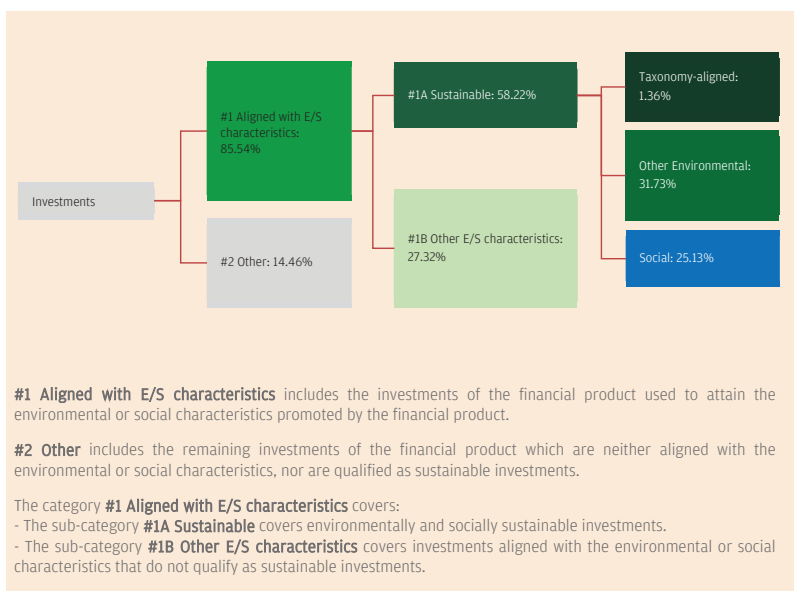 Investments
#1 Aligned with E/S
characteristics:
85.54%
#2 Other: 14.46%
#1A Sustainable: 58.22%
#1B Other E/S characteristics:
27.32%
Taxonomy-aligned:
1.36%
Other Environmental:
31.73%
Social: 25.13%
#1 Aligned with E/S characteristics includes the investments of the financial product used to attain the
environmental or social characteristics promoted by the financial product.
#2 Other includes the remaining investments of the financial product which are neither aligned with the
environmental or social characteristics, nor are qualified as sustainable investments.
The category #1 Aligned with E/S characteristics covers:
- The sub-category #1A Sustainable covers environmentally and socially sustainable investments.
- The sub-category #1B Other E/S characteristics covers investments aligned with the environmental or social
characteristics that do not qualify as sustainable investments.